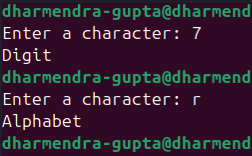 dharmendra-gupta@dharmend
Enter a character: 7
Digit
dharmendra-gupta@dharmend
Enter a character: r
Alphabet
dharmendra-gupta@dharmend